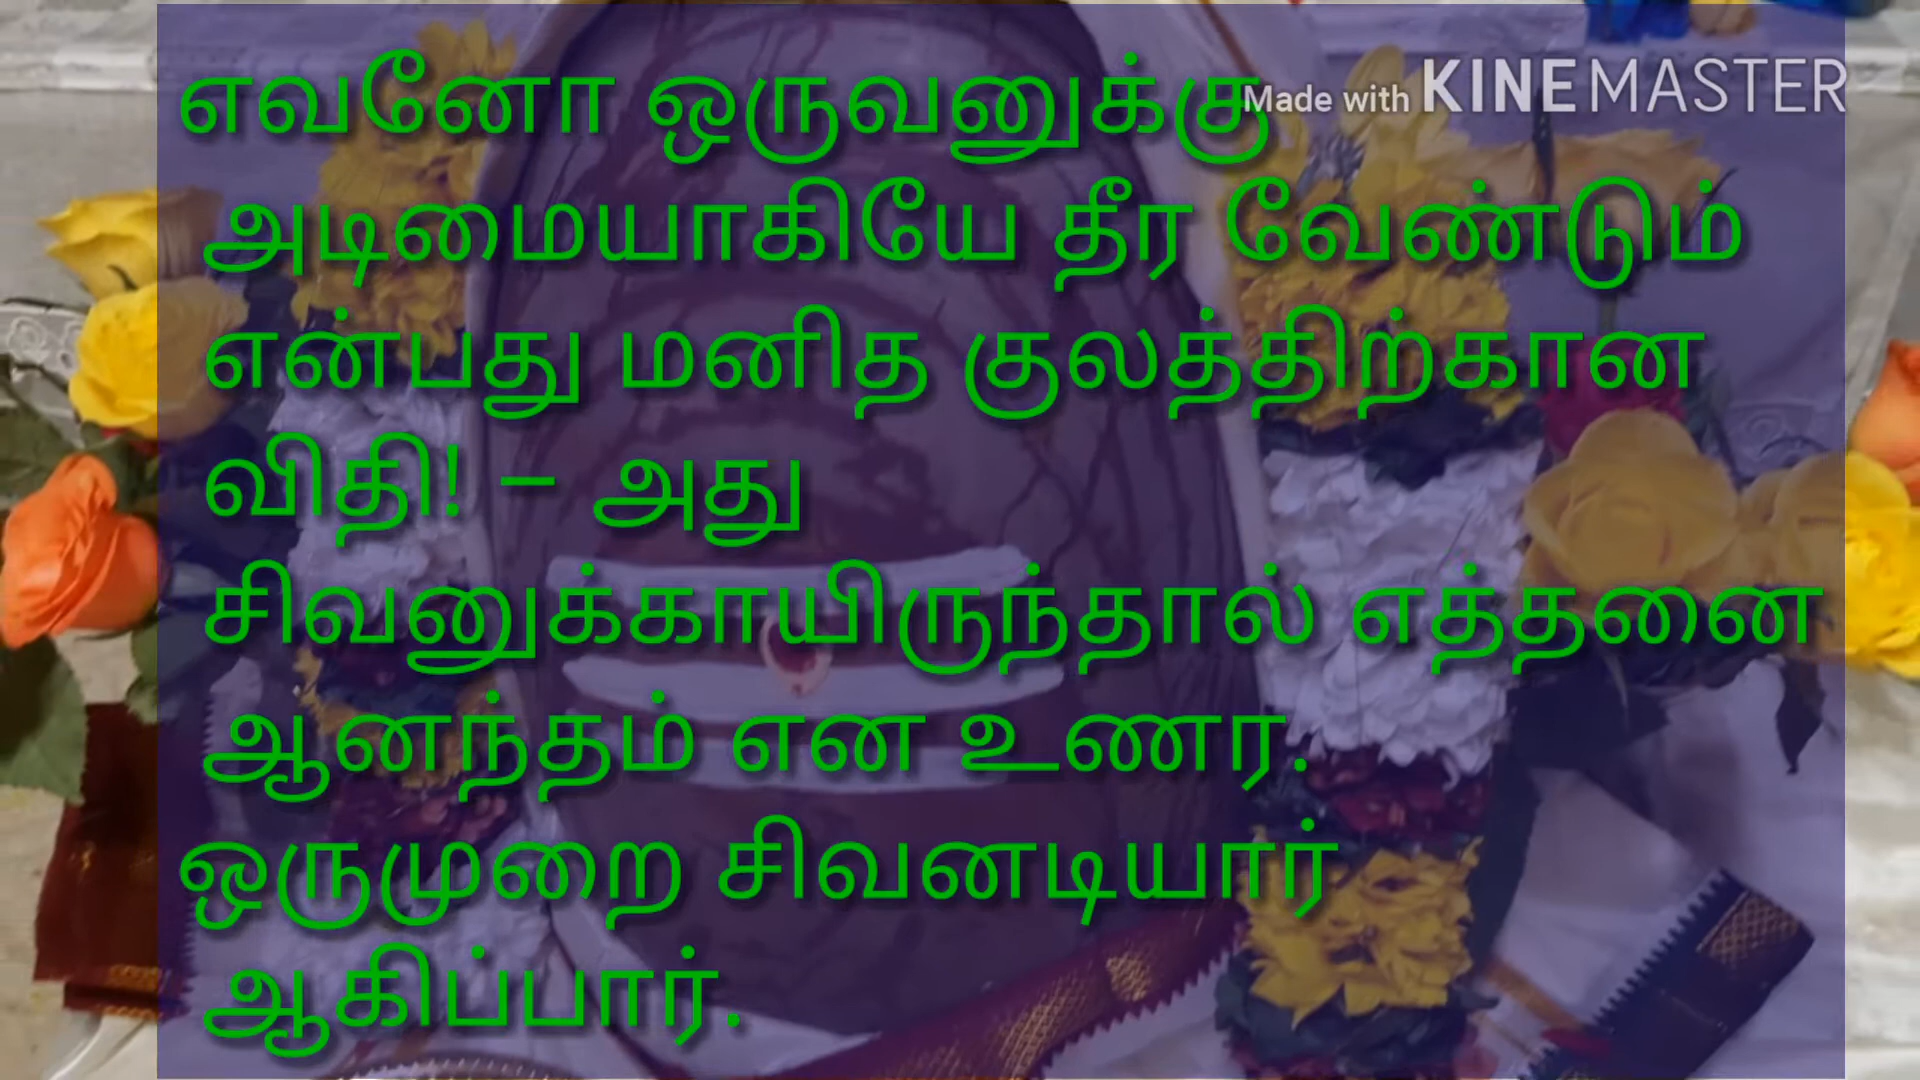 எவனோ ஒருவனுக்கு
Made with KINEMASTER
அடிமையாகியே தீர வேண்டும்
என்பது மனித குலத்திற்கான
விதி! - அது
சிவனுக்காயிருந்தால் எத்தனை
ஆனந்தம் என உணர.
ஒருமுறை சிவனடியார்
ஆகிப்பார்.